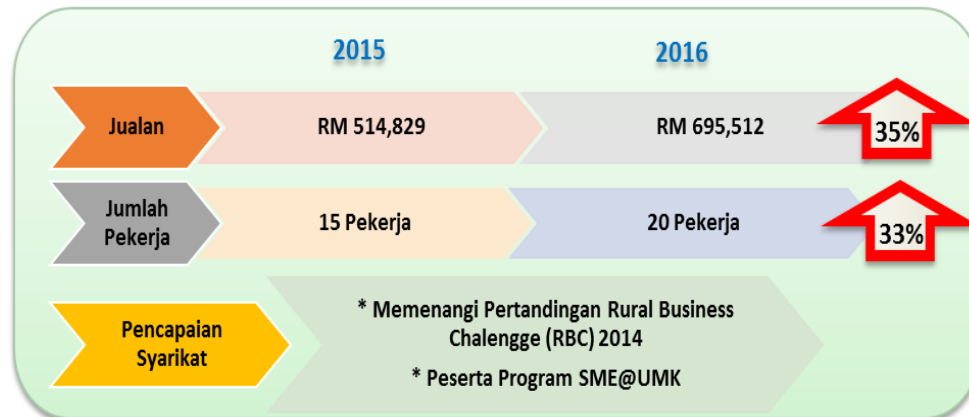 2015 2016
Jualan RM 514,829 RM 695,512 35%
Jumlah
Pekerja 15 Pekerja 20 Pekerja 33%
Pencapaian
Syarikat
* Memenangi Pertandingan Rural Business
Chalengge (RBC) 2014
* Peserta Program SME@UMK